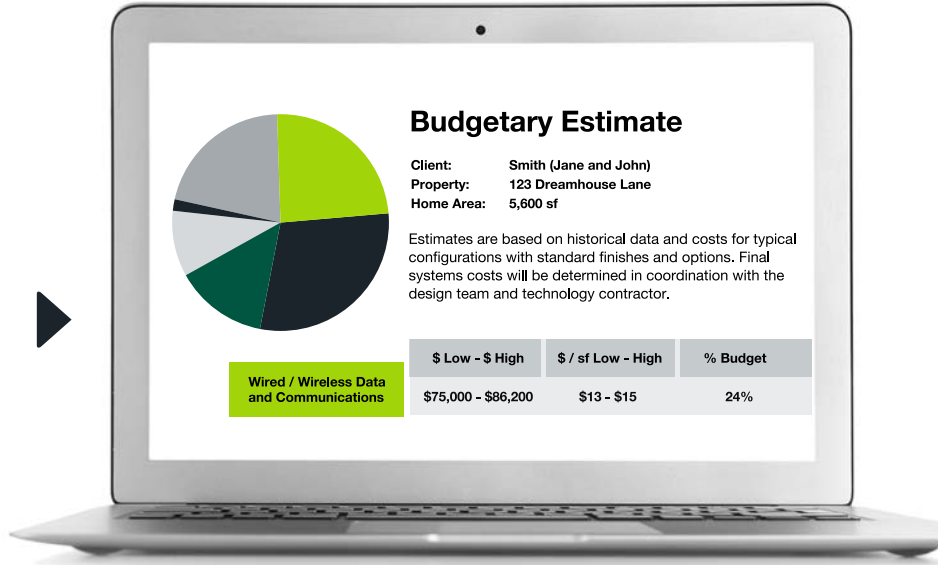 Budgetary Estimate
Client: Smith (Jane and John)
Property: 123 Dreamhouse Lane
Home Area: 5,600 sf
Estimates are based on historical data and costs for typical
configurations with standard finishes and options. Final
systems costs will be determined in coordination with the
design team and technology contractor.
$ Low - $ High $ / sf Low - High % Budget
Wired / Wireless Data
and Communications
$75,000 - $86,200 $13 - $15 24%